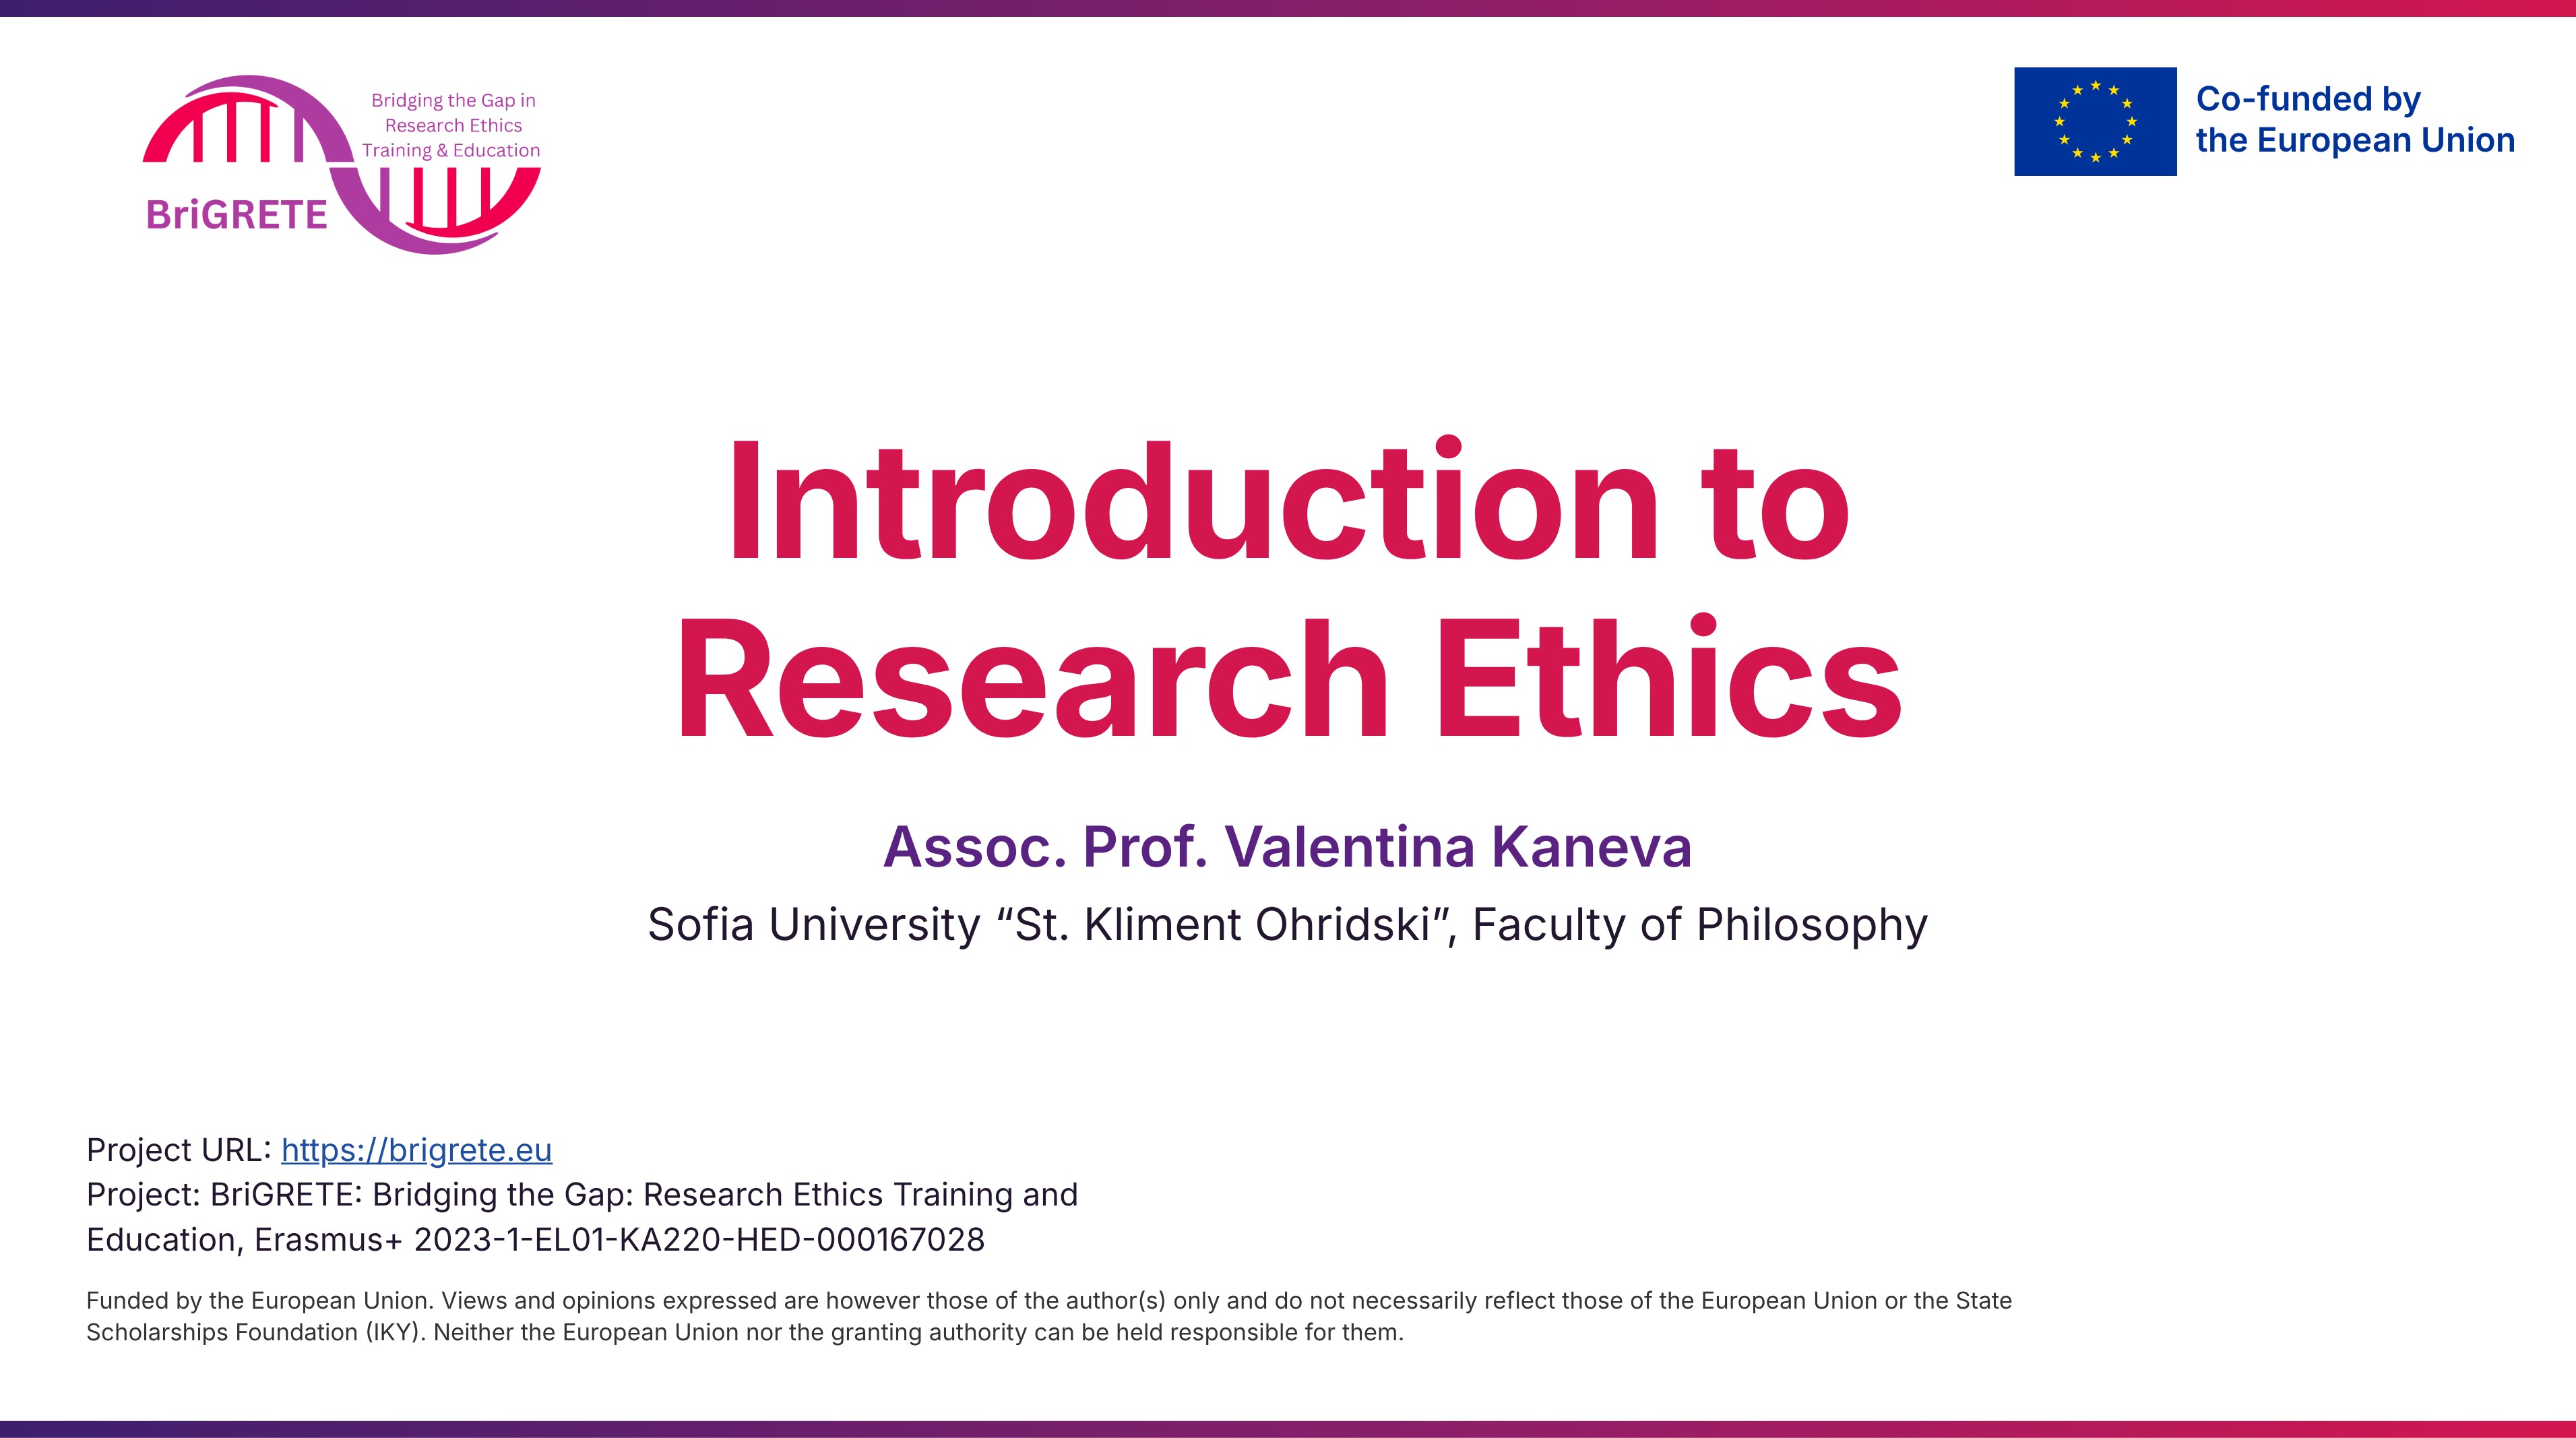 Bridging the Gap in
Research Ethics
Training & Education
BriGRETE
Co-funded by
the European Union
Introduction to
Research Ethics
Assoc. Prof. Valentina Kaneva
Sofia University “St. Kliment Ohridski”, Faculty of Philosophy
Project URL: https://brigrete.eu
Project: BriGRETE: Bridging the Gap: Research Ethics Training and
Education, Erasmus+ 2023-1-EL01-KA220-HED-000167028
Funded by the European Union. Views and opinions expressed are however those of the author(s) only and do not necessarily reflect those of the European Union or the State
Scholarships Foundation (IKY). Neither the European Union nor the granting authority can be held responsible for them.